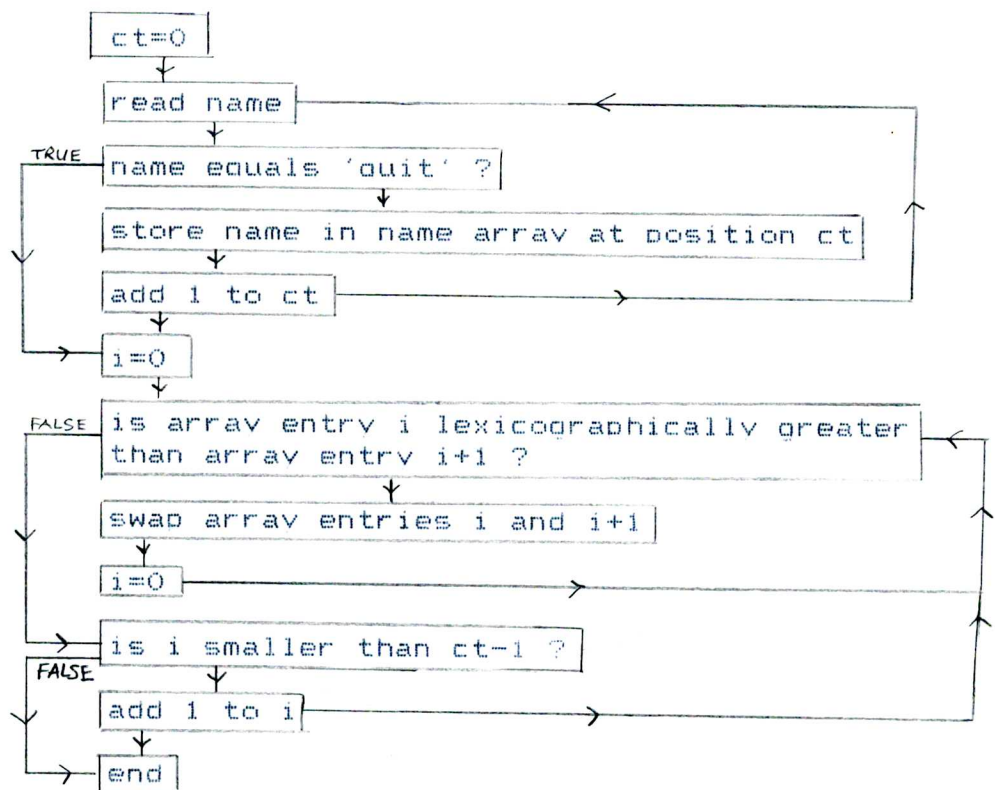 ct=0
read name
TRUE
name equals 'quit' ?
store name in name array at position ct
add 1 to ct
i=0
FALSE
is array entry i lexicographically greater
than array entry i+1 ?
swap array entries i and i+1
i=0
is i smaller than ct-1 ?
FALSE
add 1 to i
end